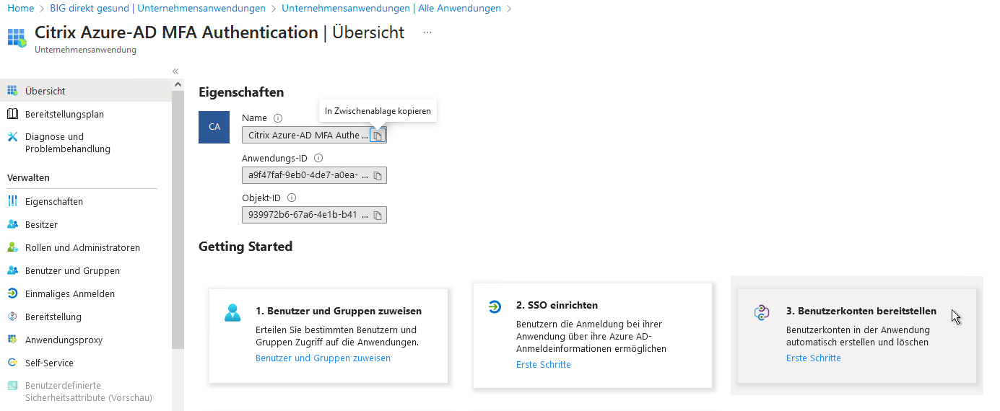 Home > BIG direkt gesund | Unternehmensanwendungen > Unternehmensanwendungen | Alle Anwendungen >
Citrix Azure-AD MFA Authentication | Übersicht ...
Unternehmensanwendung
«
Übersicht
Bereitstellungsplan
Diagnose und
Problembehandlung
Verwalten
Eigenschaften
Besitzer
Rollen und Administratoren
Benutzer und Gruppen
Einmaliges Anmelden
Bereitstellung
Anwendungsproxy
Self-Service
Benutzerdefinierte
Sicherheitsattribute (Vorschau)
Eigenschaften
CA
Name
In Zwischenablage kopieren
Citrix Azure-AD MFA Authe ...
Anwendungs-ID
a9f47faf-9eb0-4de7-a0ea- ...
Objekt-ID
939972b6-67a6-4e1b-b41 ...
Getting Started
1. Benutzer und Gruppen zuweisen
Erteilen Sie bestimmten Benutzern und
Gruppen Zugriff auf die Anwendungen.
Benutzer und Gruppen zuweisen
2. SSO einrichten
Benutzern die Anmeldung bei ihrer
Anwendung über ihre Azure AD-
Anmeldeinformationen ermöglichen
Erste Schritte
3. Benutzerkonten bereitstellen
Benutzerkonten in der Anwendung
automatisch erstellen und löschen
Erste Schritte